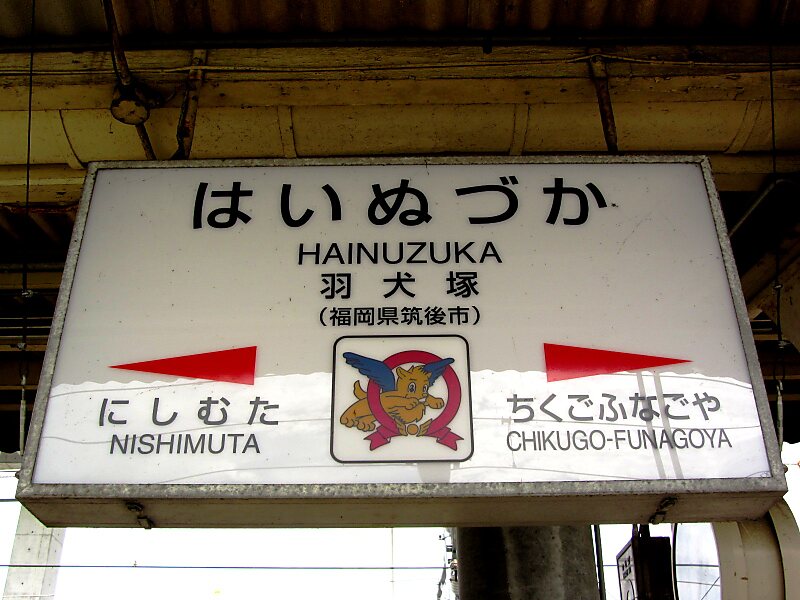 はいぬづか
HAINUZUKA
羽犬塚
(福岡県筑後市)
にしむた
NISHIMUTA
ちくごふなごや
CHIKUGO-FUNAGOYA